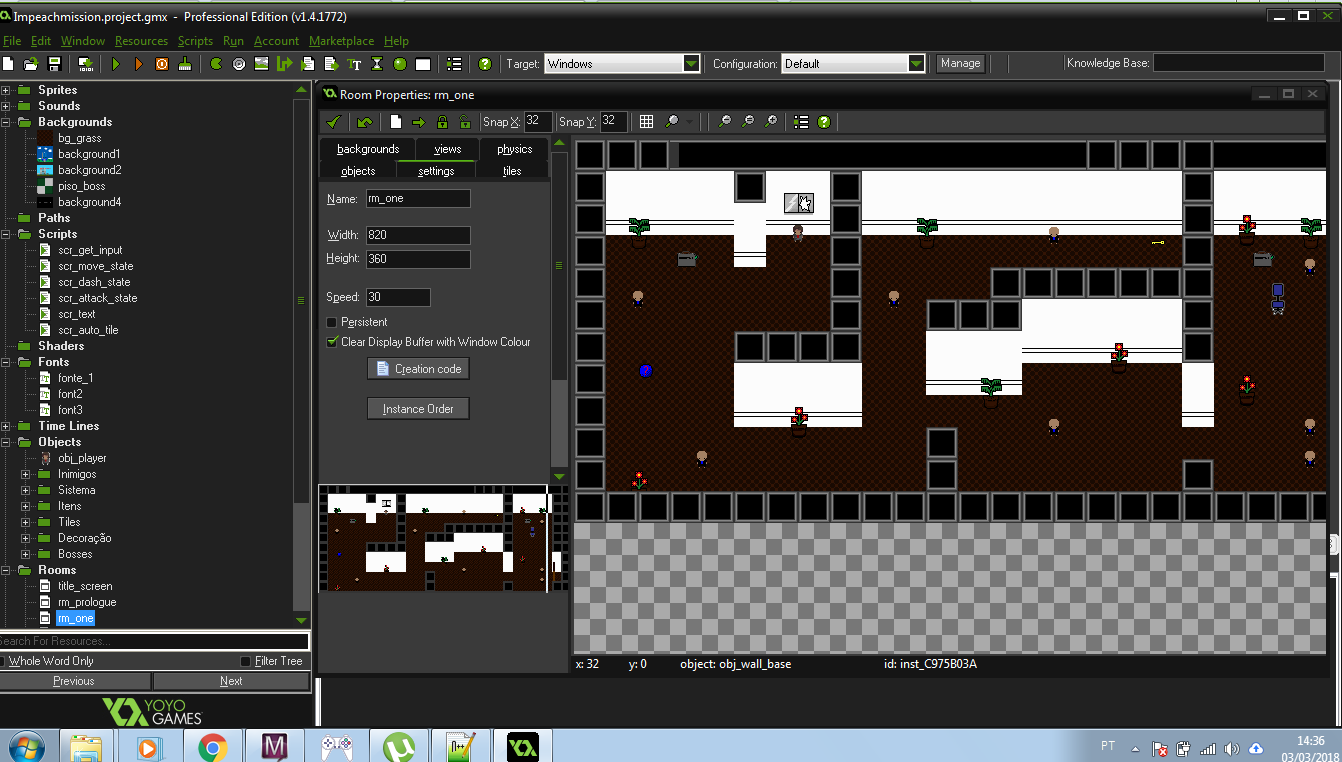 Impeachmission.project.gmx - Professional Edition (v1.4.1772)
File Edit Window Resources Scripts Run Account Marketplace Help
Target: Windows Configuration: Default Manage Knowledge Base:
Sprites
Sounds
Backgrounds
bg_grass
background1
background2
piso_boss
background4
Paths
Scripts
scr_get_input
scr_move_state
scr_dash_state
scr_attack_state
scr_text
scr_auto_tile
Shaders
Fonts
fonte_1
font2
font3
Time Lines
Objects
obj_player
Inimigos
Sistema
Itens
Tiles
Decoração
Bosses
Rooms
title_screen
rm_prologue
rm_one
Search For Resources...
Whole Word Only Filter Tree
Previous Next
YOYO
GAMES
Room Properties: rm_one
Snap X: 32 Snap Y: 32
backgrounds views physics
objects settings tiles
Name: rm_one
Width: 820
Height: 360
Speed: 30
Persistent
Clear Display Buffer with Window Colour
Creation code
Instance Order
x: 32 y: 0 object: obj_wall_base id: inst_C975B03A
PT 14:36
03/03/2018